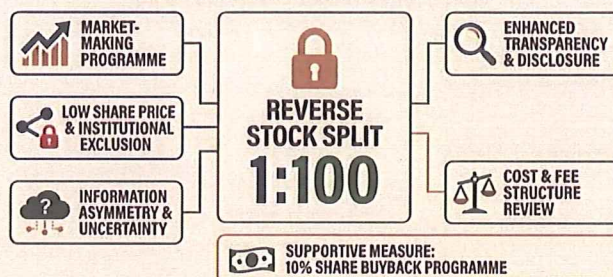 MARKET-
MAKING
PROGRAMME
LOW SHARE PRICE
& INSTITUTIONAL
EXCLUSION
?
INFORMATION
ASYMMETRY &
UNCERTAINTY
REVERSE
STOCK SPLIT
1:100
ENHANCED
TRANSPARENCY
& DISCLOSURE
COST & FEE
STRUCTURE
REVIEW
SUPPORTIVE MEASURE:
10% SHARE BUYBACK PROGRAMME